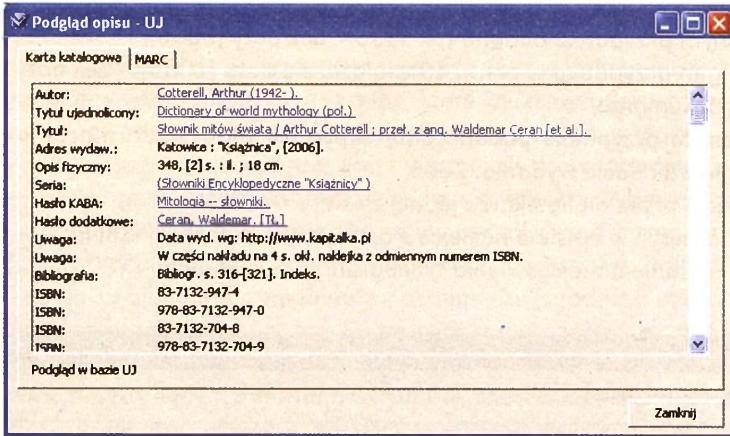 Podgląd opisu - UJ
Karta katalogowa MARC
Autor: Cotterell, Arthur (1942- ).
Tytuł ujednolicony: Dictionary of world mythology (pol.)
Tytuł: Słownik mitów świata / Arthur Cotterell ; przeł. z ang. Waldemar Ceran [et al.].
Adres wydaw.: Katowice : "Książnica", [2006].
Opis fizyczny: 348, [2] s. : il. ; 18 cm.
Seria: (Słowniki Encyklopedyczne "Książnicy" )
Hasło KABA: Mitologia -- słowniki.
Hasło dodatkowe: Ceran, Waldemar. [Tł.]
Uwaga: Data wyd. wg: http://www.kapitalka.pl
Uwaga: W części nakładu na 4 s. okł. naklejka z odmiennym numerem ISBN.
Bibliografia: Bibliogr. s. 316-[321]. Indeks.
ISBN: 83-7132-947-4
ISBN: 978-83-7132-947-0
ISBN: 83-7132-704-8
ISBN: 978-83-7132-704-9
Podgląd w bazie UJ
Zamknij